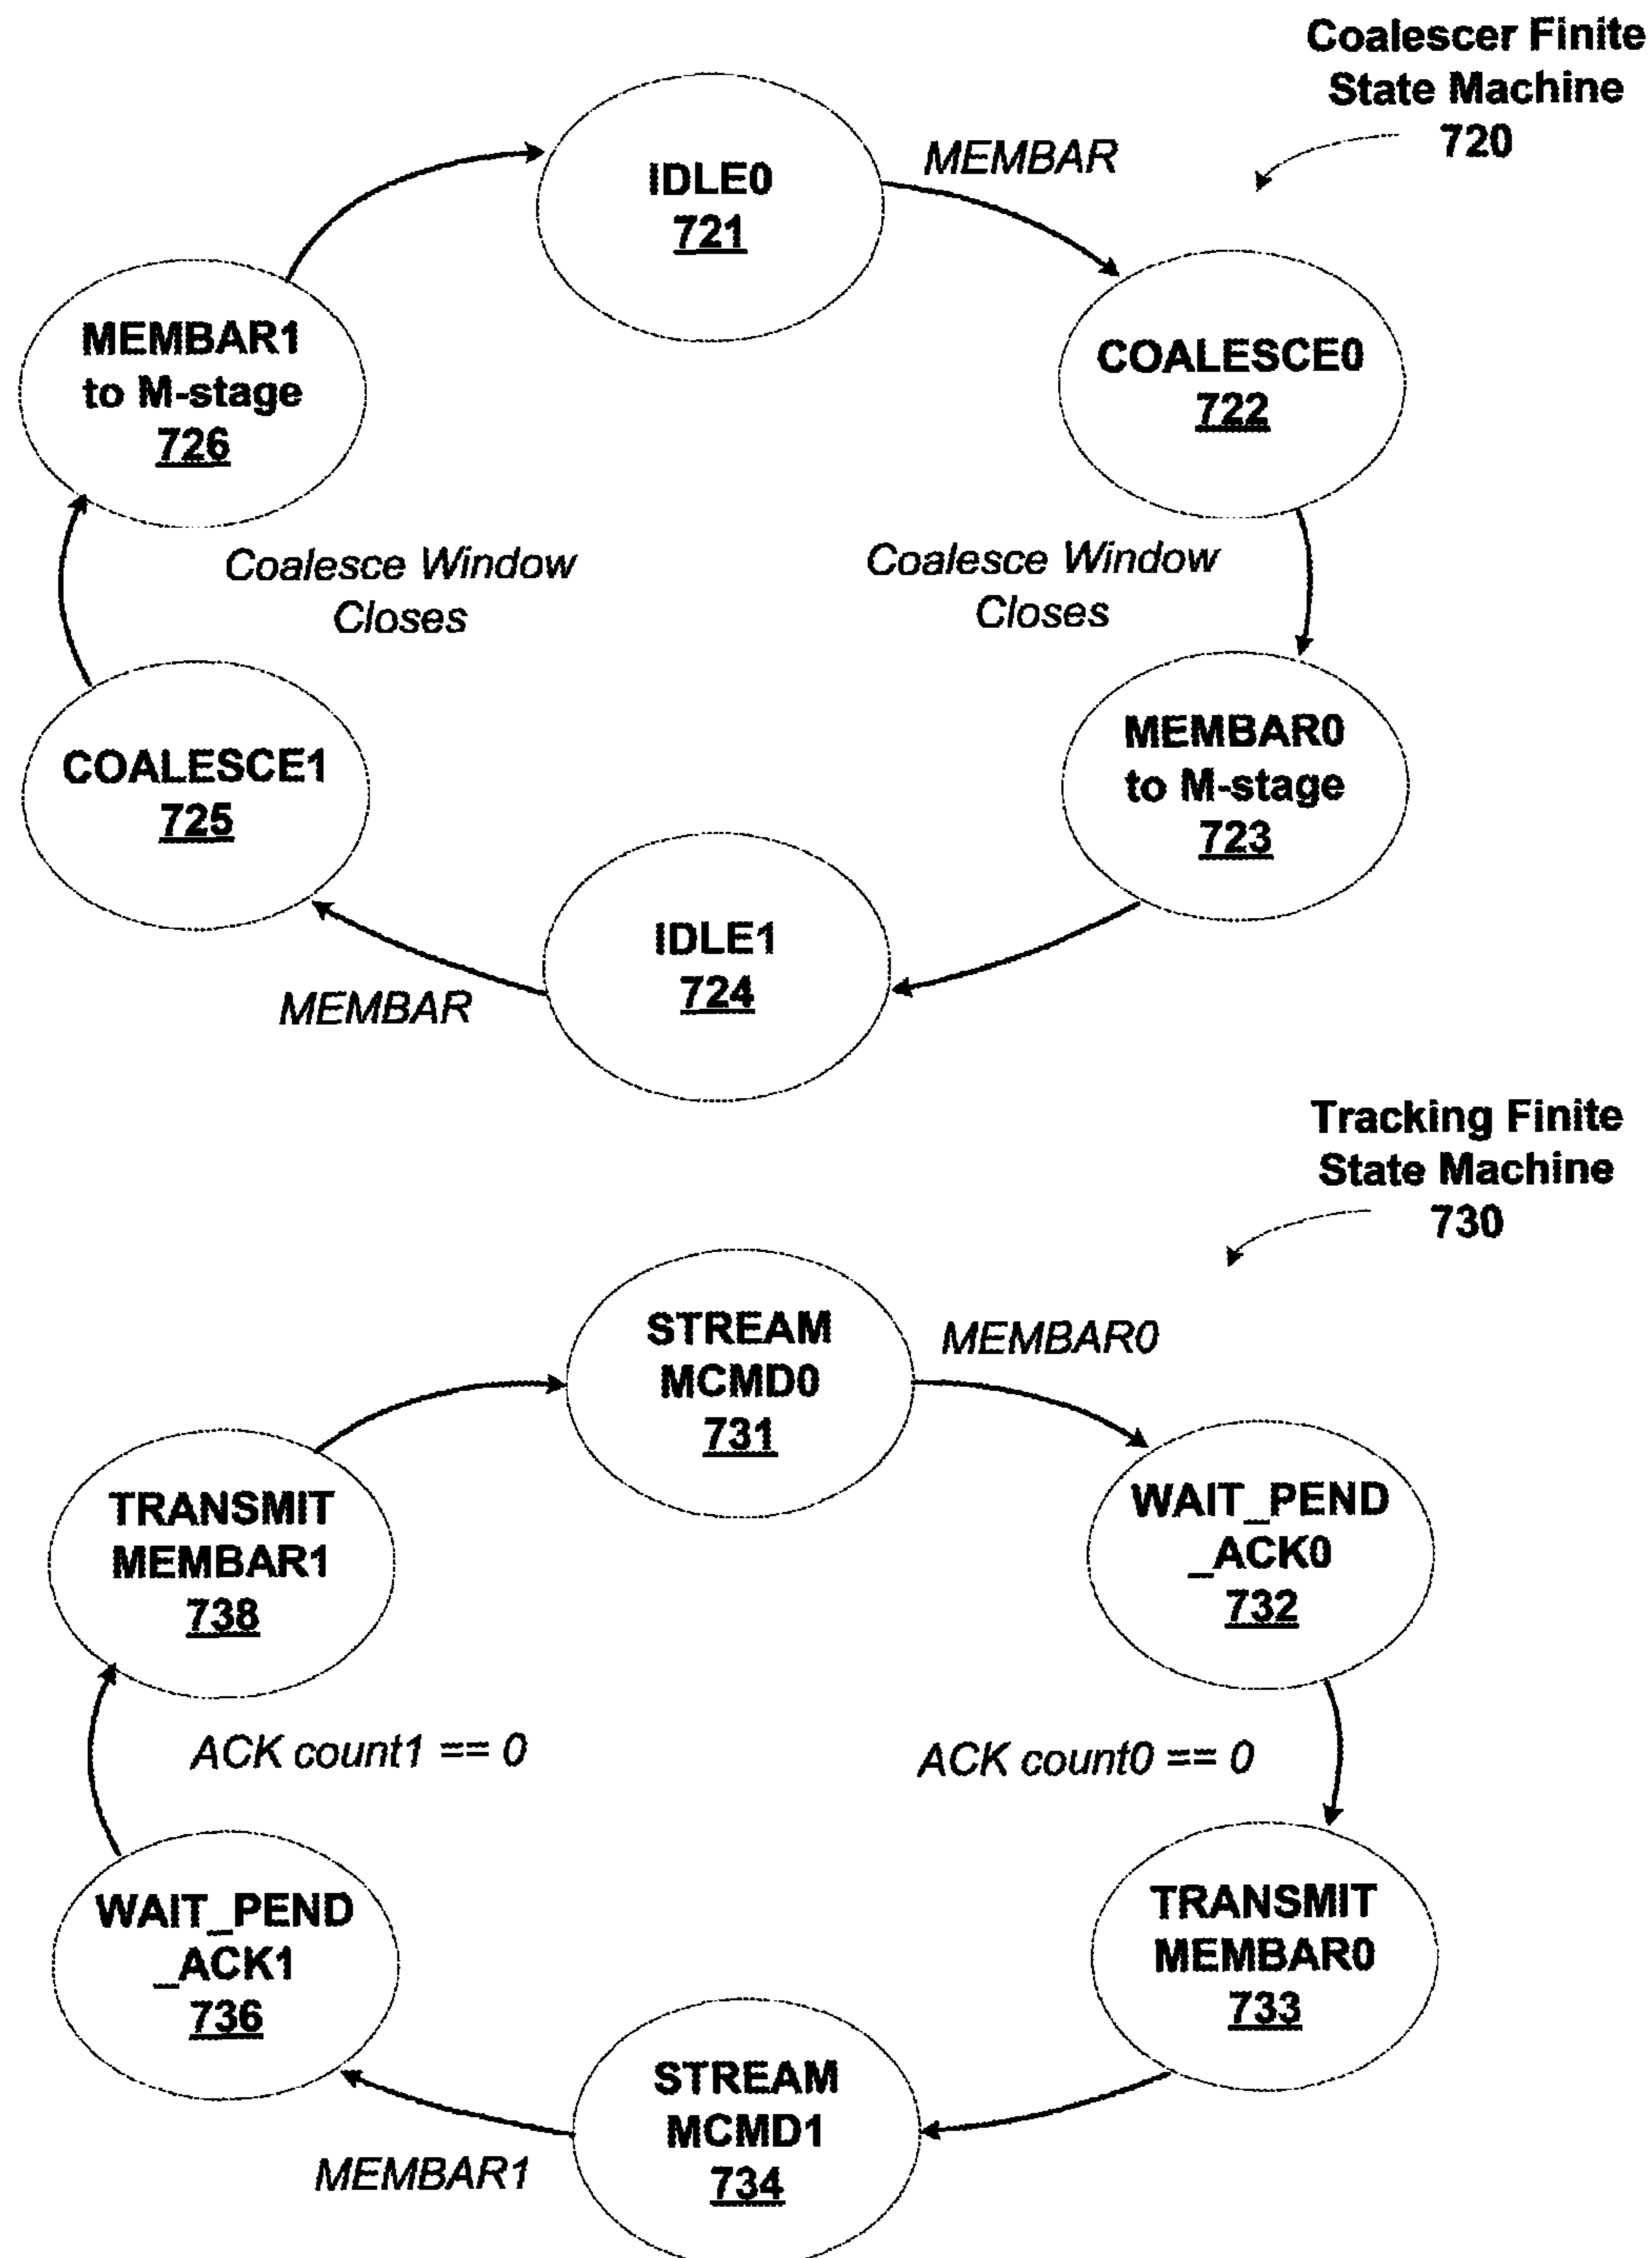 Coalescer Finite
State Machine
720
IDLE0
721
MEMBAR
COALESCE0
722
Coalesce Window
Closes
MEMBAR0
to M-stage
723
IDLE1
724
MEMBAR
COALESCE1
725
Coalesce Window
Closes
MEMBAR1
to M-stage
726
Tracking Finite
State Machine
730
STREAM
MCMD0
731
MEMBAR0
WAIT_PEND
_ACK0
732
ACK count0 == 0
TRANSMIT
MEMBAR0
733
STREAM
MCMD1
734
MEMBAR1
WAIT_PEND
_ACK1
736
ACK count1 == 0
TRANSMIT
MEMBAR1
738